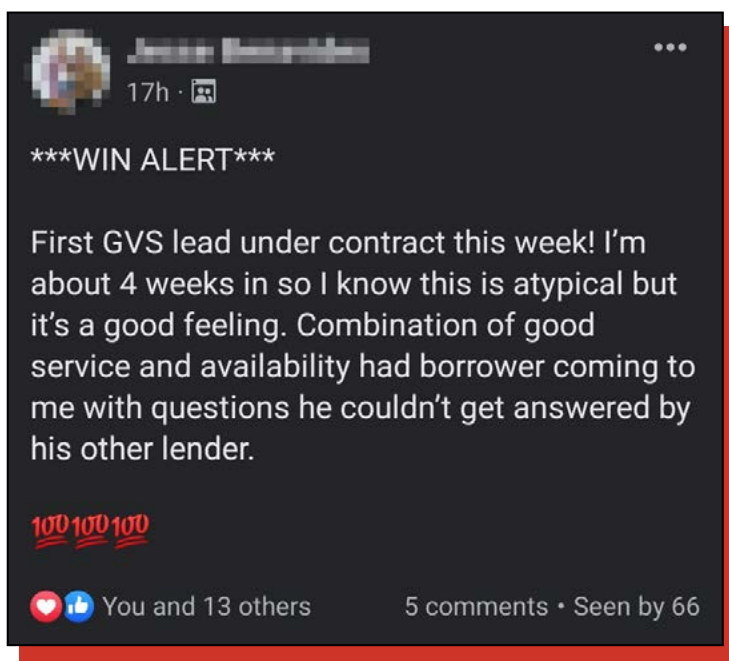 17h ·
***WIN ALERT***
First GVS lead under contract this week! I’m
about 4 weeks in so I know this is atypical but
it’s a good feeling. Combination of good
service and availability had borrower coming to
me with questions he couldn’t get answered by
his other lender.
💯💯💯
You and 13 others
5 comments • Seen by 66